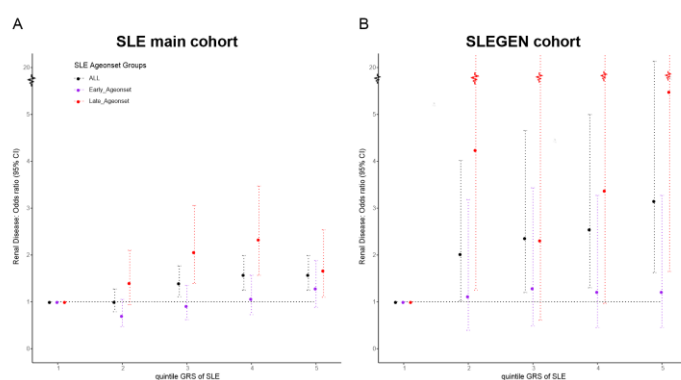 A
SLE main cohort
20
5
4
3
2
1
0
Renal Disease: Odds ratio (95% CI)
SLE Ageonset Groups
ALL
Early_Ageonset
Late_Ageonset
1 2 3 4 5
quintile GRS of SLE
B
SLEGEN cohort
20
5
4
3
2
1
0
Renal Disease: Odds ratio (95% CI)
1 2 3 4 5
quintile GRS of SLE